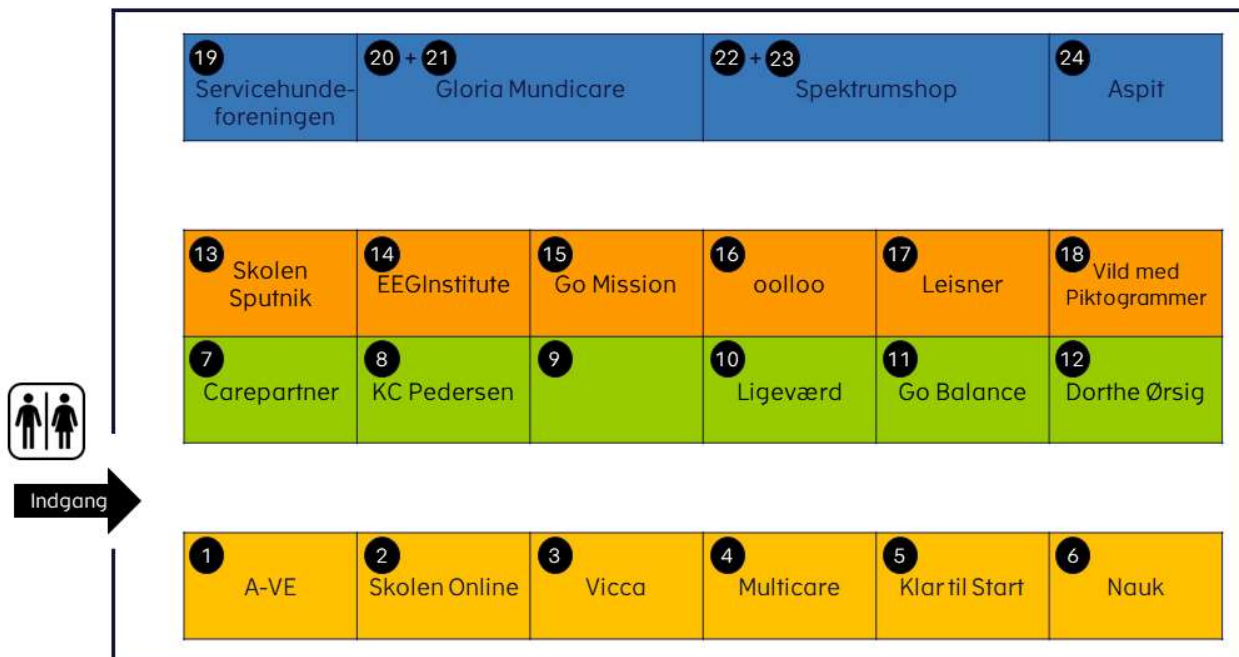 19
Servicehunde-
foreningen
20 + 21
Gloria Mundicare
22 + 23
Spektrumshop
24
Aspit
13
Skolen
Sputnik
14
EEGInstitute
15
Go Mission
16
oolloo
17
Leisner
18
Vild med
Piktogrammer
7
Carepartner
8
KC Pedersen
9
10
Ligeværd
11
Go Balance
12
Dorthe Ørsig
Indgang
1
A-VE
2
Skolen Online
3
Vicca
4
Multicare
5
Klar til Start
6
Nauk